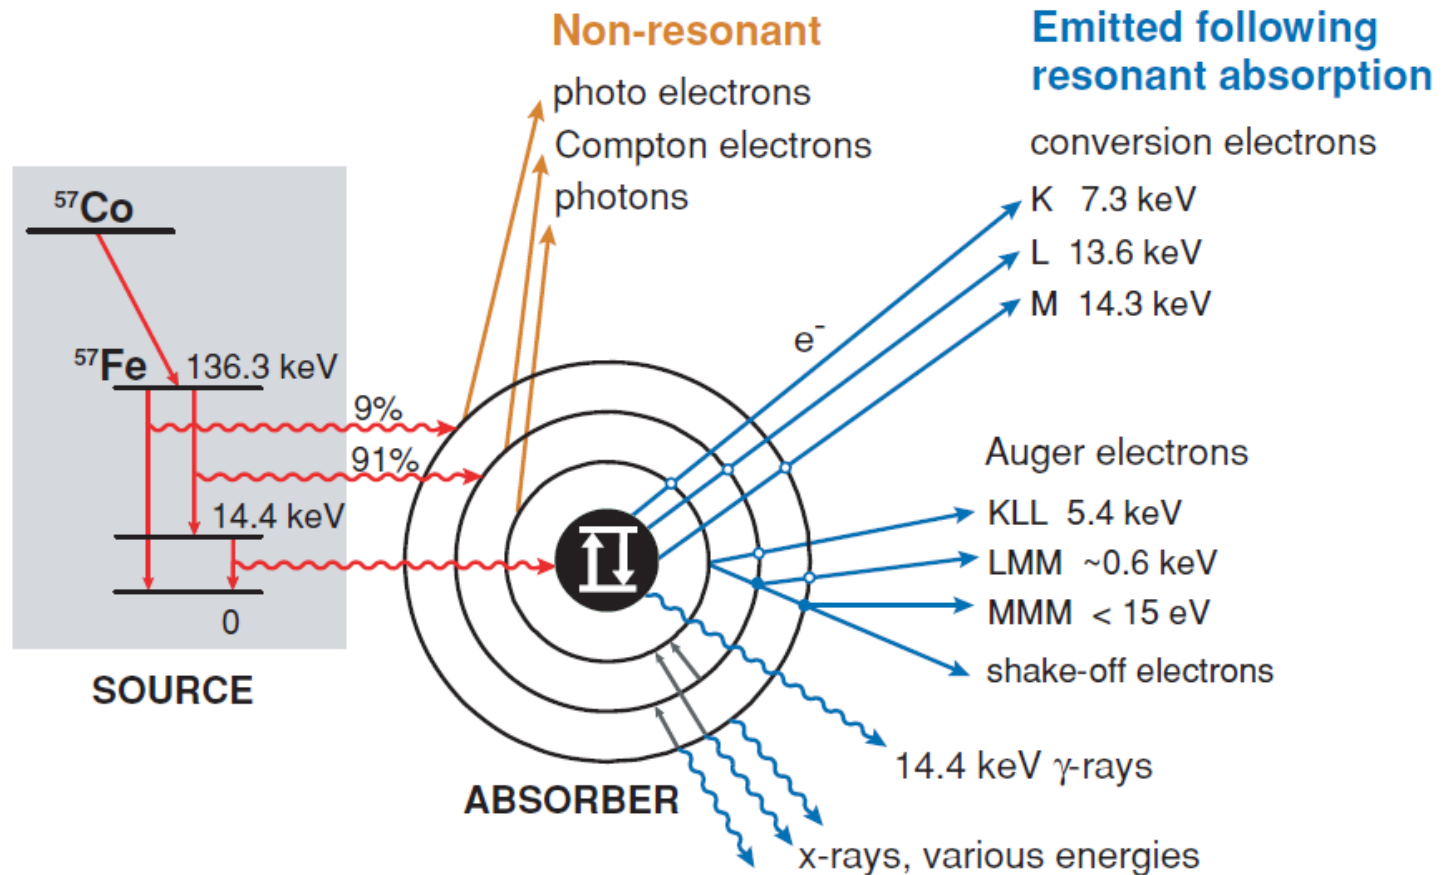 Non-resonant
photo electrons
Compton electrons
photons
Emitted following
resonant absorption
conversion electrons
K 7.3 keV
L 13.6 keV
M 14.3 keV
e⁻
⁵⁷Co
⁵⁷Fe
136.3 keV
9%
91%
14.4 keV
0
SOURCE
ABSORBER
Auger electrons
KLL 5.4 keV
LMM ~0.6 keV
MMM < 15 eV
shake-off electrons
14.4 keV γ-rays
x-rays, various energies